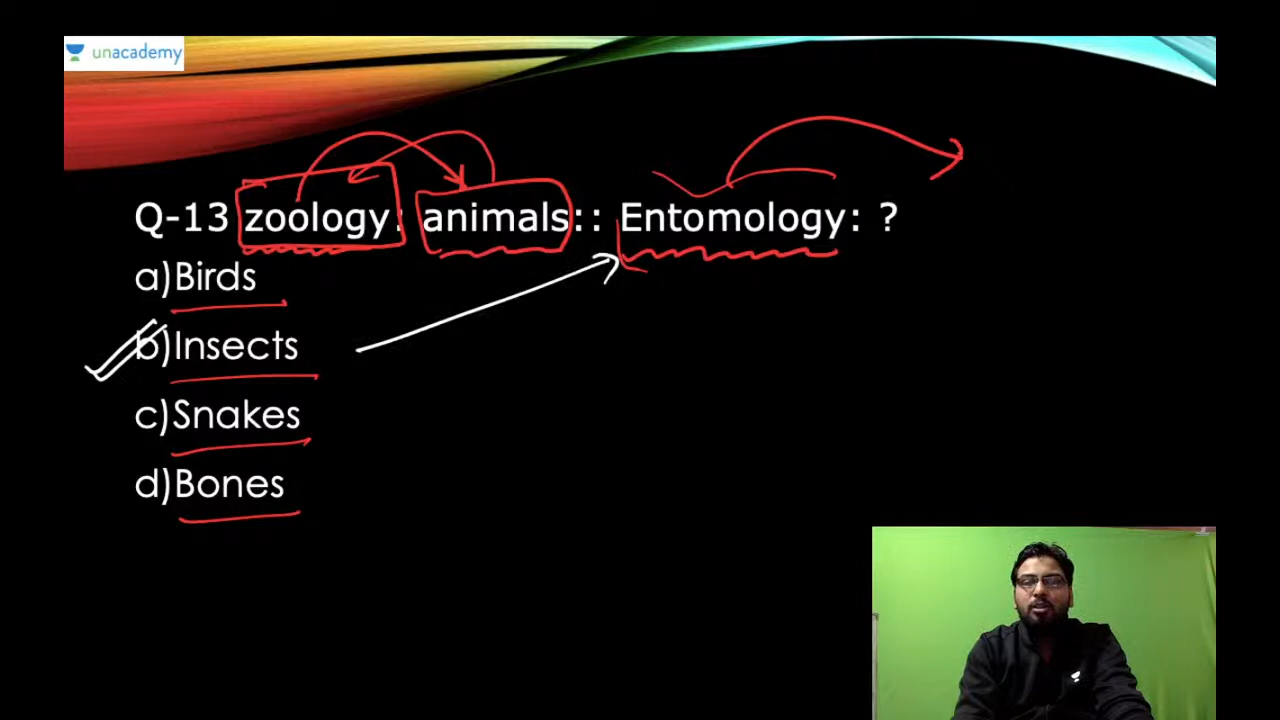 unacademy
Q-13 zoology: animals:: Entomology: ?
a)Birds
b)Insects
c)Snakes
d)Bones